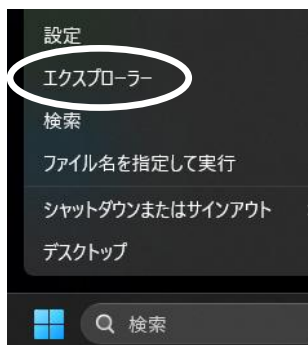 設定
エクスプローラー
検索
ファイル名を指定して実行
シャットダウンまたはサインアウト
デスクトップ
検索